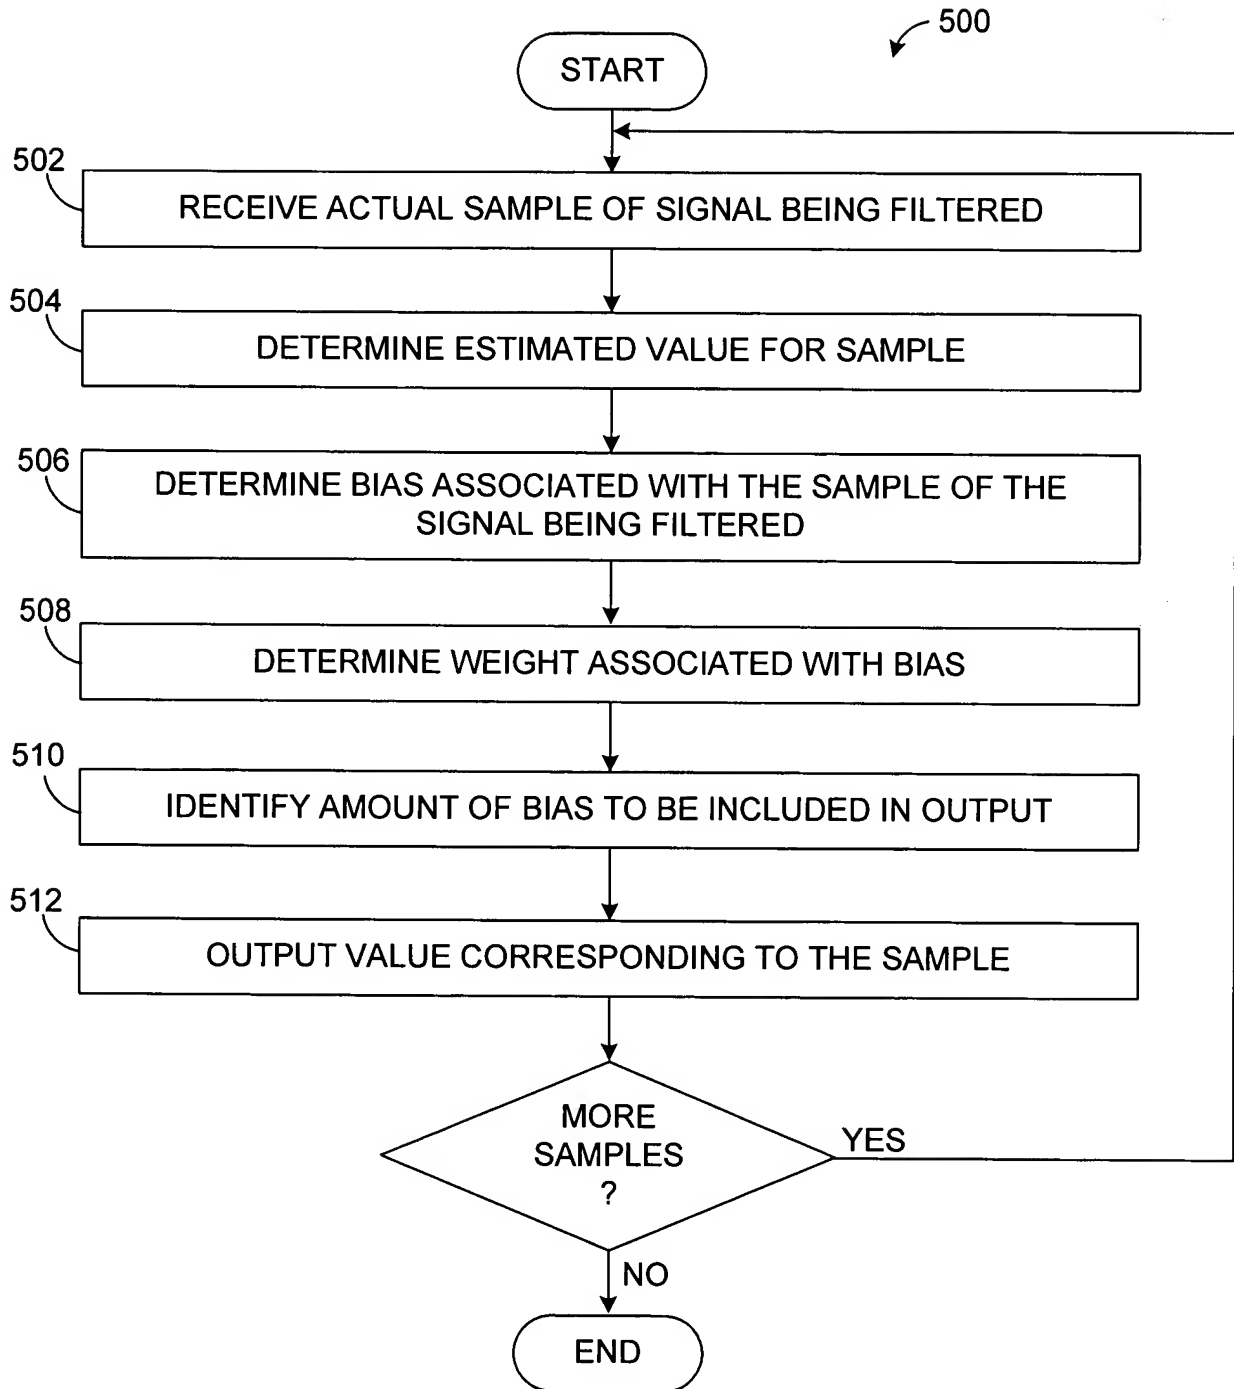 500
START
502
RECEIVE ACTUAL SAMPLE OF SIGNAL BEING FILTERED
504
DETERMINE ESTIMATED VALUE FOR SAMPLE
506
DETERMINE BIAS ASSOCIATED WITH THE SAMPLE OF THE
SIGNAL BEING FILTERED
508
DETERMINE WEIGHT ASSOCIATED WITH BIAS
510
IDENTIFY AMOUNT OF BIAS TO BE INCLUDED IN OUTPUT
512
OUTPUT VALUE CORRESPONDING TO THE SAMPLE
MORE
SAMPLES
?
YES
NO
END